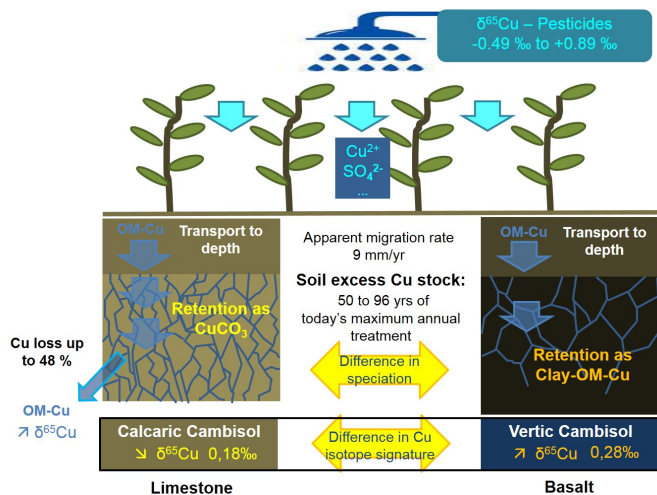 δ⁶⁵Cu – Pesticides
-0.49 ‰ to +0.89 ‰
Cu²⁺
SO₄²⁻
...
OM-Cu
Transport to
depth
Retention as
CuCO₃
Cu loss up
to 48 %
OM-Cu
↗ δ⁶⁵Cu
Apparent migration rate
9 mm/yr
Soil excess Cu stock:
50 to 96 yrs of
today's maximum annual
treatment
Difference in
speciation
OM-Cu
Transport to
depth
Retention as
Clay-OM-Cu
Calcaric Cambisol
↘ δ⁶⁵Cu 0,18‰
Difference in Cu
isotope signature
Vertic Cambisol
↗ δ⁶⁵Cu 0,28‰
Limestone
Basalt